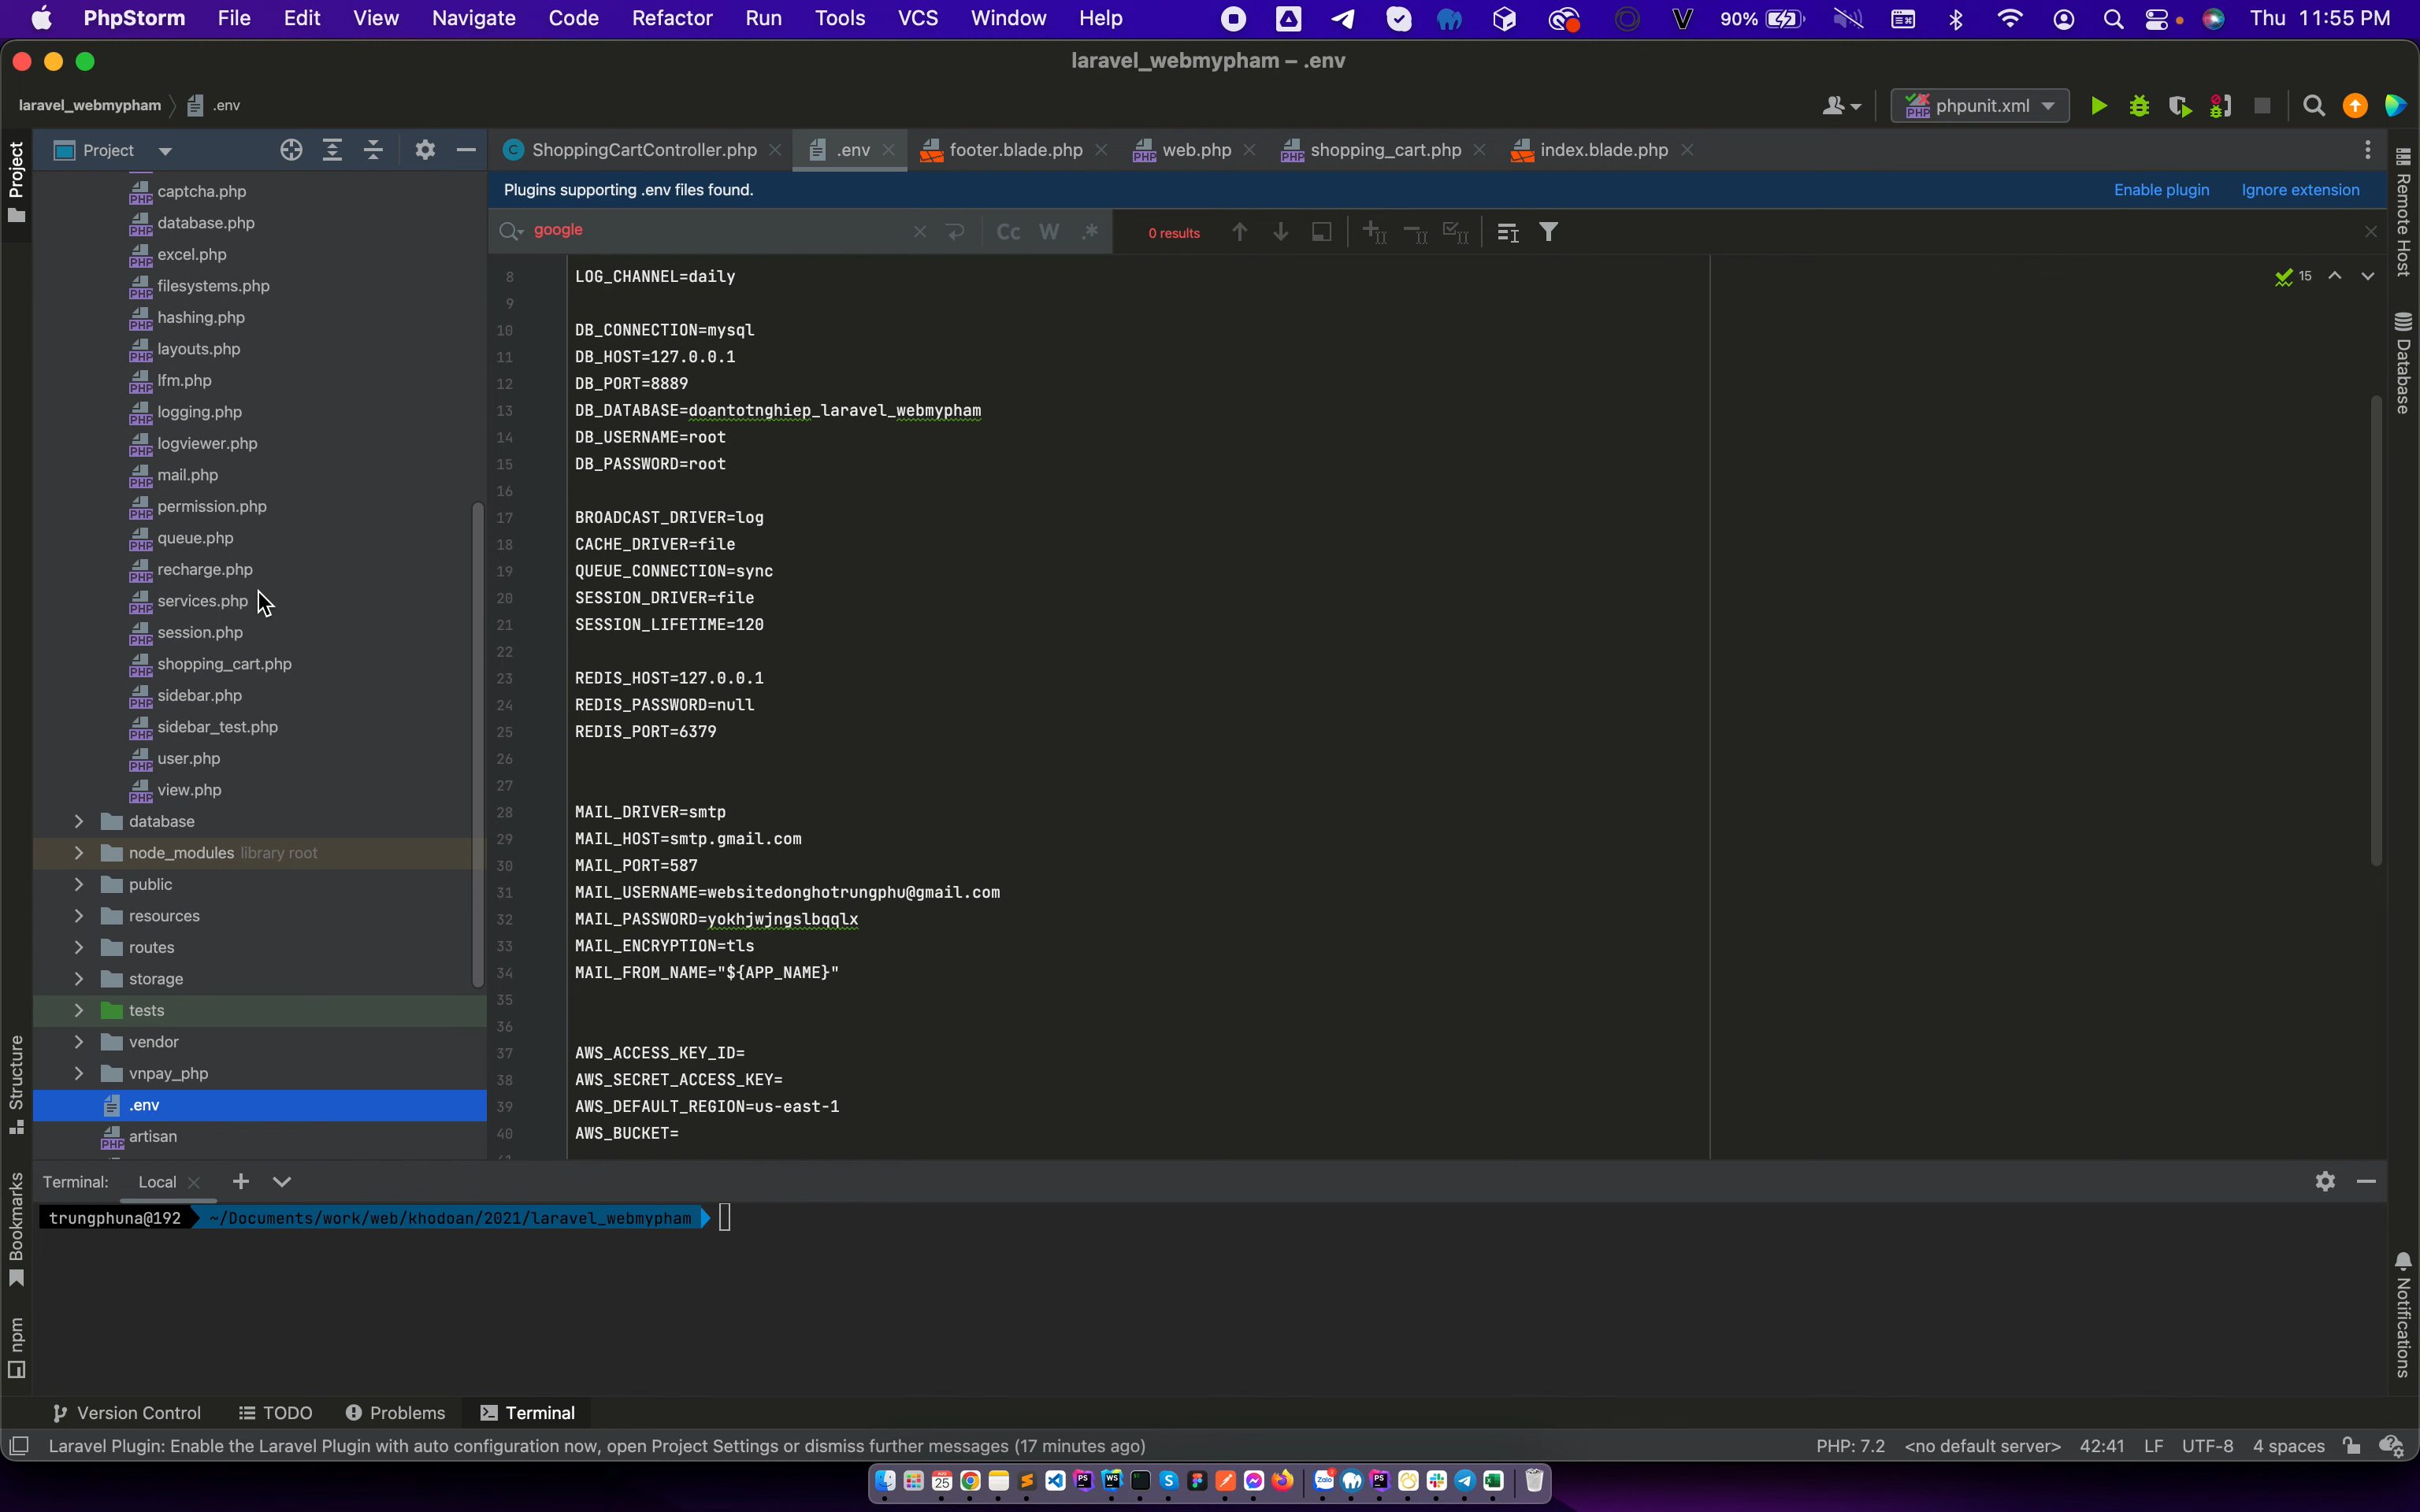 PhpStorm File Edit View Navigate Code Refactor Run Tools VCS Window Help 90% Thu 11:55 PM
laravel_webmypham – .env
laravel_webmypham .env phpunit.xml
Project
Project
ShoppingCartController.php .env footer.blade.php web.php shopping_cart.php index.blade.php
Plugins supporting .env files found. Enable plugin Ignore extension
google Cc W .* 0 results
captcha.php
database.php
excel.php
filesystems.php
hashing.php
layouts.php
lfm.php
logging.php
logviewer.php
mail.php
permission.php
queue.php
recharge.php
services.php
session.php
shopping_cart.php
sidebar.php
sidebar_test.php
user.php
view.php
database
node_modules library root
public
resources
routes
storage
tests
vendor
vnpay_php
.env
artisan
15
8 LOG_CHANNEL=daily
9
10 DB_CONNECTION=mysql
11 DB_HOST=127.0.0.1
12 DB_PORT=8889
13 DB_DATABASE=doantotnghiep_laravel_webmypham
14 DB_USERNAME=root
15 DB_PASSWORD=root
16
17 BROADCAST_DRIVER=log
18 CACHE_DRIVER=file
19 QUEUE_CONNECTION=sync
20 SESSION_DRIVER=file
21 SESSION_LIFETIME=120
22
23 REDIS_HOST=127.0.0.1
24 REDIS_PASSWORD=null
25 REDIS_PORT=6379
26
27
28 MAIL_DRIVER=smtp
29 MAIL_HOST=smtp.gmail.com
30 MAIL_PORT=587
31 MAIL_USERNAME=websitedonghotrungphu@gmail.com
32 MAIL_PASSWORD=yokhjwjngslbqqlx
33 MAIL_ENCRYPTION=tls
34 MAIL_FROM_NAME="${APP_NAME}"
35
36
37 AWS_ACCESS_KEY_ID=
38 AWS_SECRET_ACCESS_KEY=
39 AWS_DEFAULT_REGION=us-east-1
40 AWS_BUCKET=
Remote Host
Database
Notifications
Structure
Bookmarks
npm
Terminal: Local
trungphuna@192 ~/Documents/work/web/khodoan/2021/laravel_webmypham
Version Control TODO Problems Terminal
Laravel Plugin: Enable the Laravel Plugin with auto configuration now, open Project Settings or dismiss further messages (17 minutes ago) PHP: 7.2 <no default server> 42:41 LF UTF-8 4 spaces